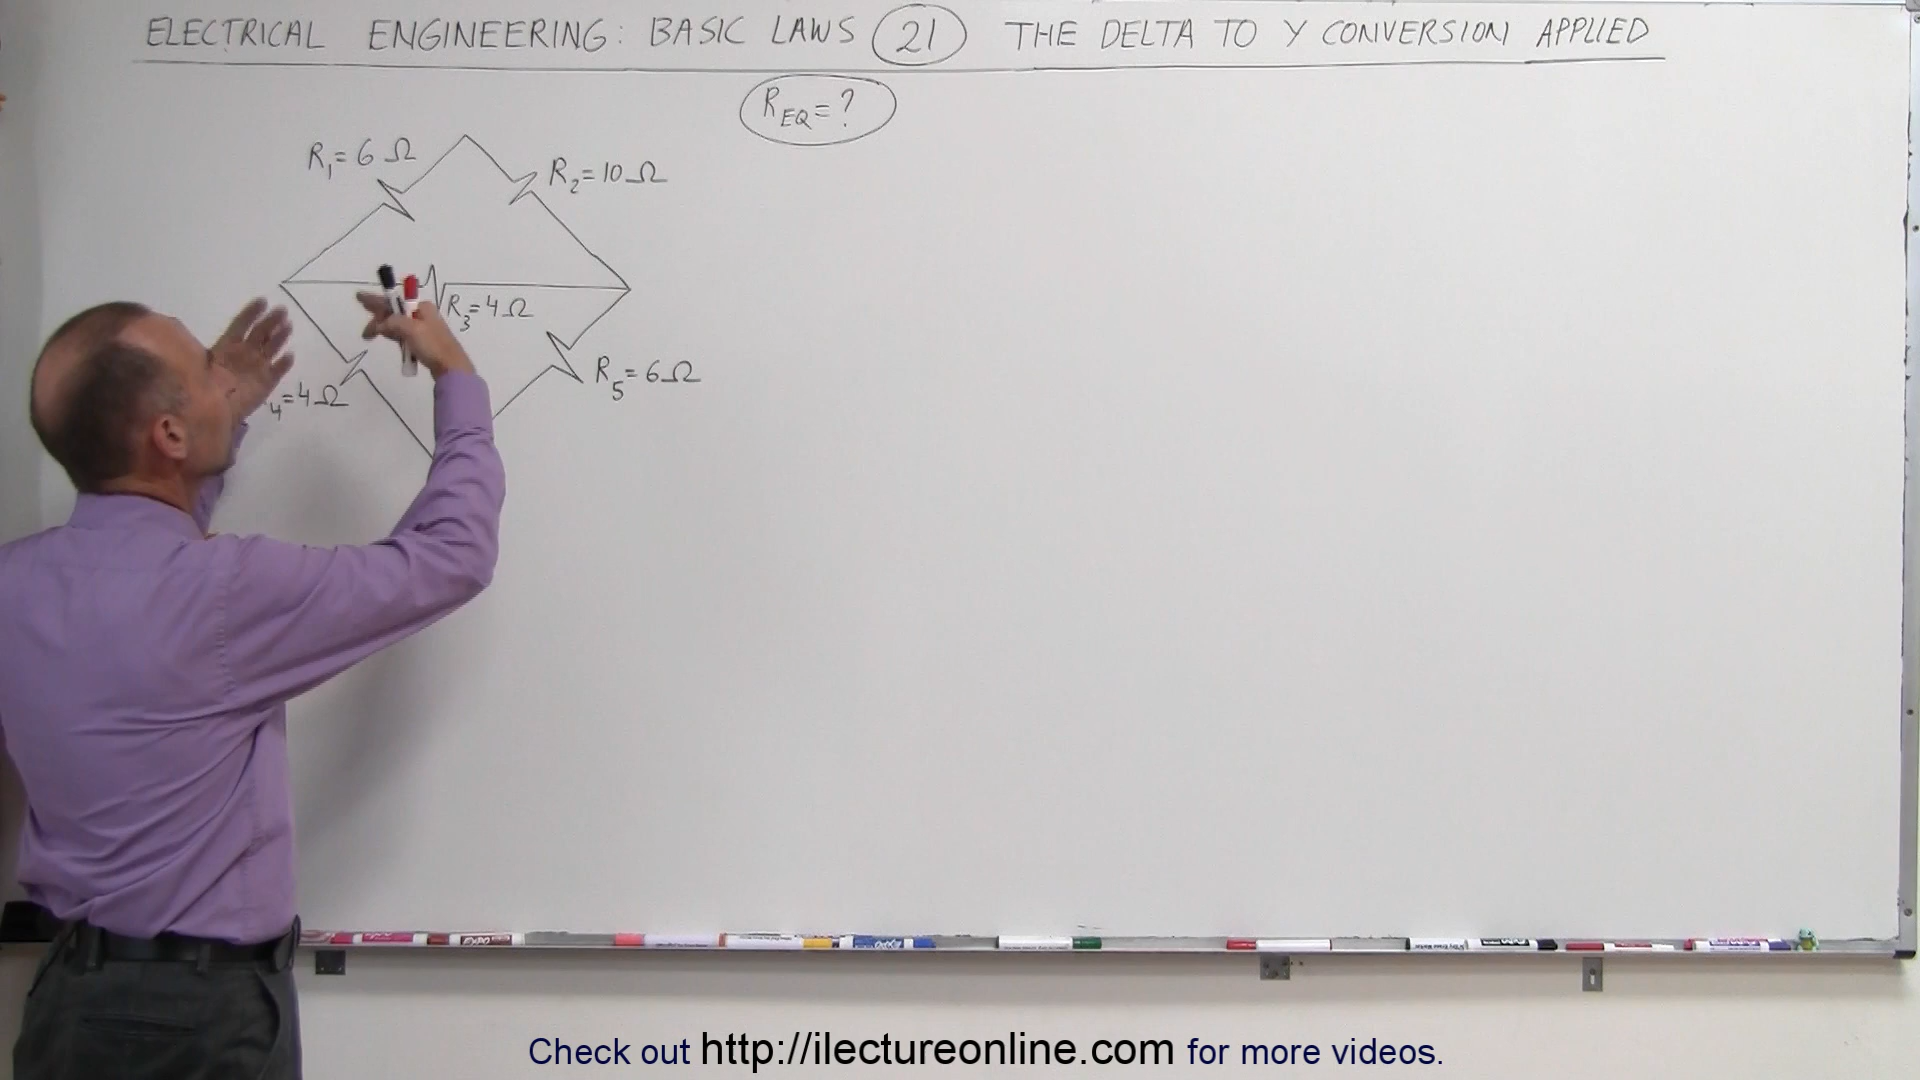 ELECTRICAL ENGINEERING: BASIC LAWS 21 THE DELTA TO Y CONVERSION APPLIED
R_EQ = ?
R₁ = 6 Ω
R₂ = 10 Ω
R₃ = 4 Ω
R₅ = 6 Ω
₄ = 4 Ω
Check out http://ilectureonline.com for more videos.